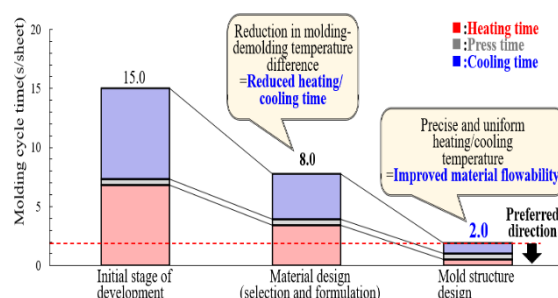 Molding cycle time(s/sheet)
20
15
10
5
0
15.0
8.0
2.0
Reduction in molding-
demolding temperature
difference
=Reduced heating/
cooling time
:Heating time
:Press time
:Cooling time
Precise and uniform
heating/cooling
temperature
=Improved material flowability
Preferred
direction
Initial stage of
development
Material design
(selection and formulation)
Mold structure
design